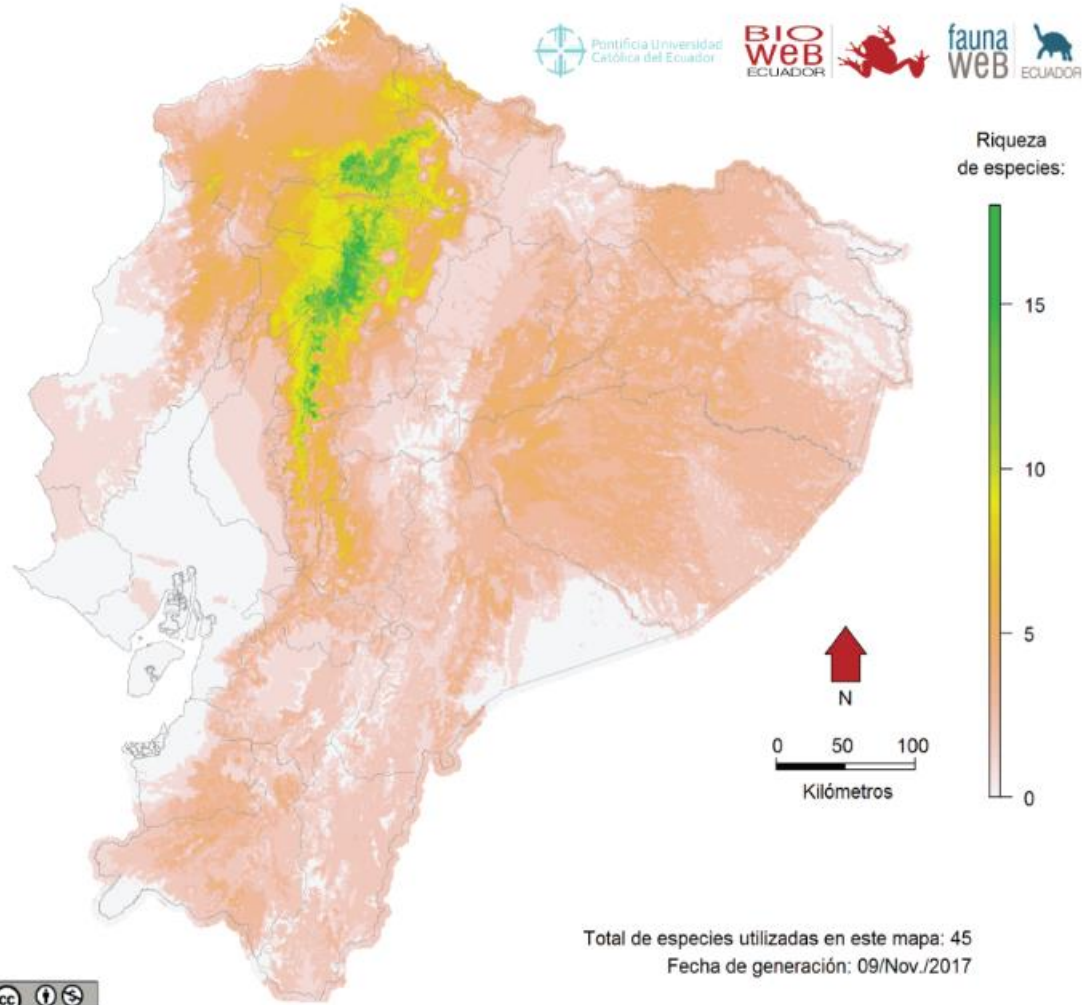 Pontificia Universidad
Católica del Ecuador
BIO
WeB
ECUADOR
fauna
WeB
ECUADOR
Riqueza
de especies:
15
10
5
0
N
0 50 100
Kilómetros
Total de especies utilizadas en este mapa: 45
Fecha de generación: 09/Nov./2017
cc